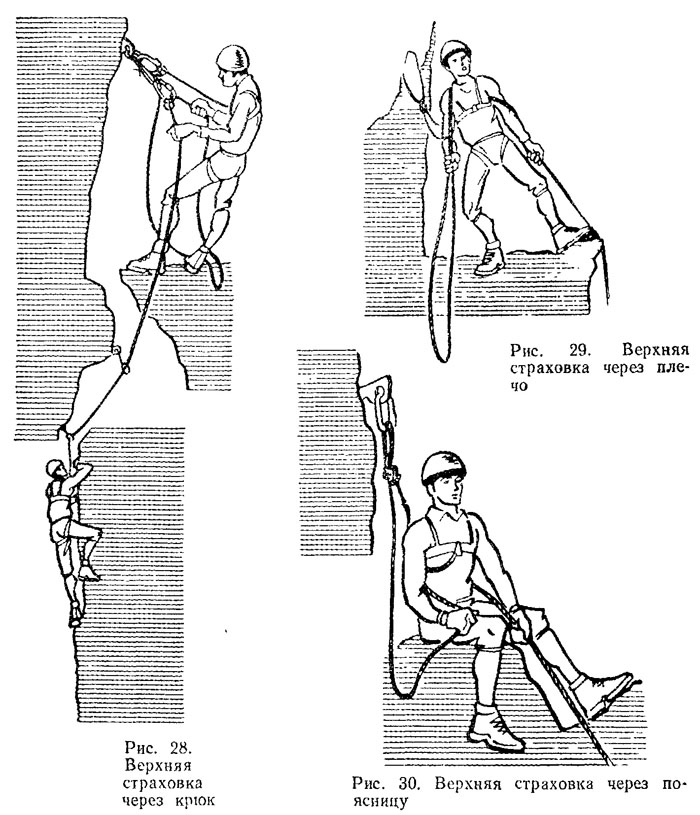 Рис. 28.
Верхняя
страховка
через крюк
Рис. 29. Верхняя
страховка через пле-
чо
Рис. 30. Верхняя страховка через по-
ясницу